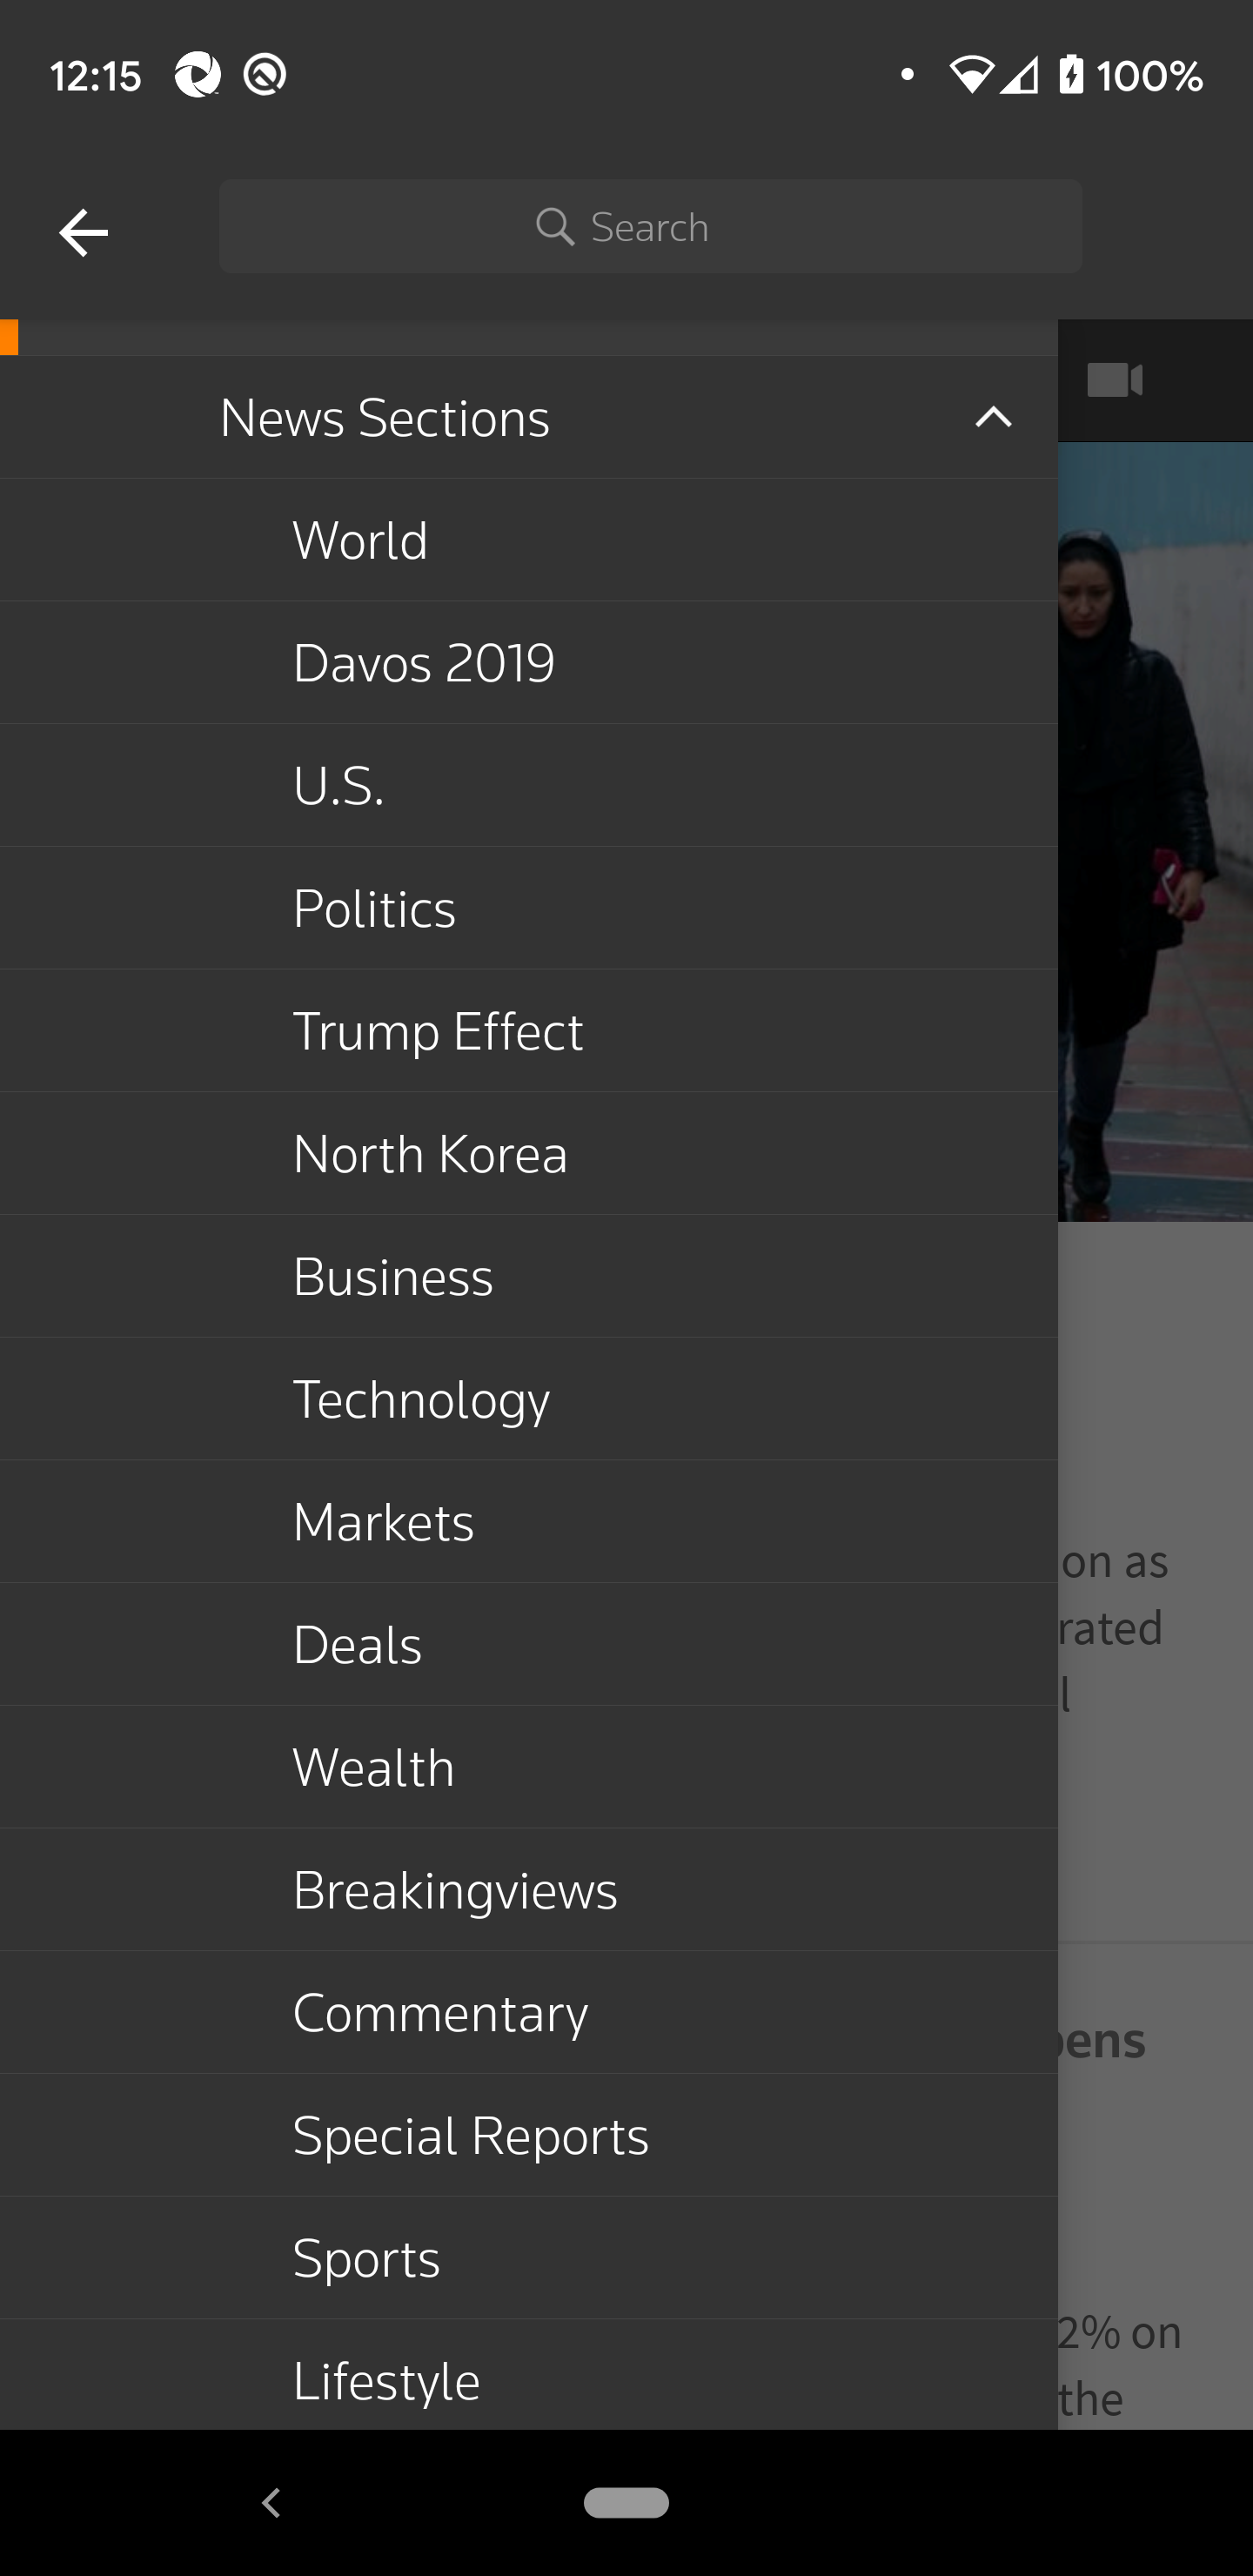 12:15
100%
Search
News Sections
World
Davos 2019
U.S.
Politics
Trump Effect
North Korea
Business
Technology
Markets
on as
Deals
rated
l
Wealth
Breakingviews
Commentary
pens
Special Reports
Sports
2% on
Lifestyle
the